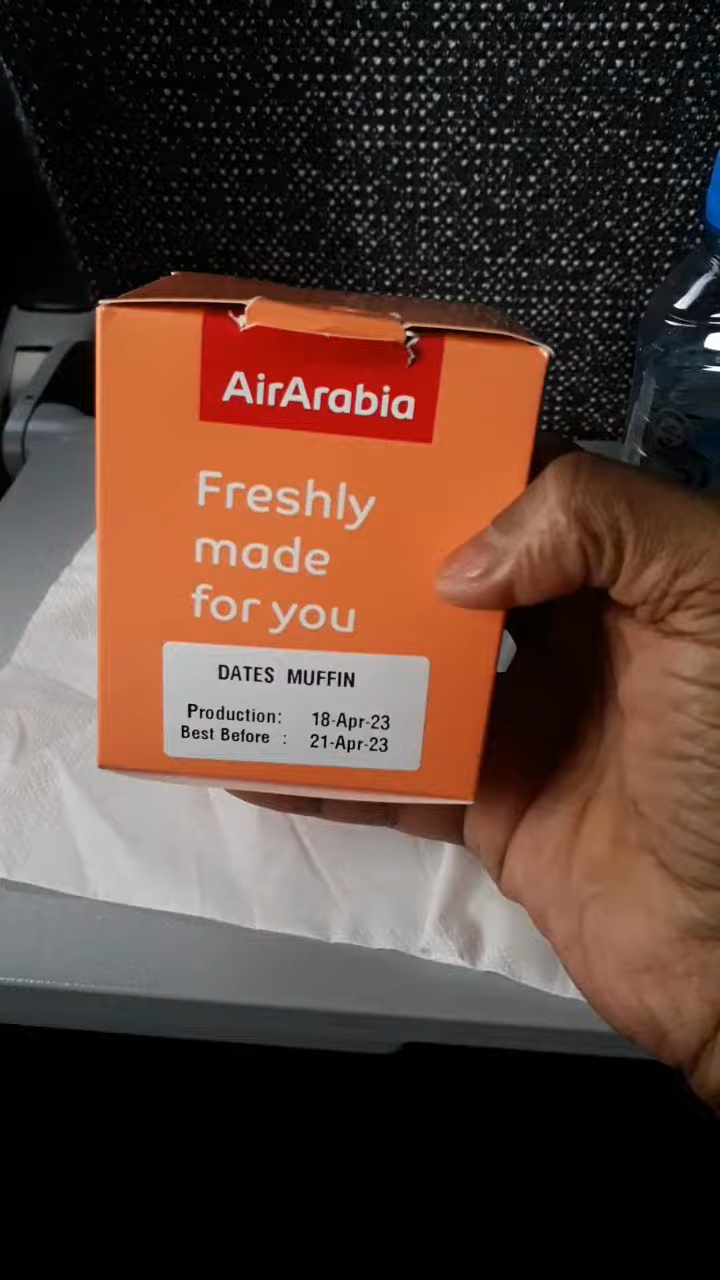 AirArabia
Freshly
made
for you
DATES MUFFIN
Production: 18-Apr-23
Best Before : 21-Apr-23